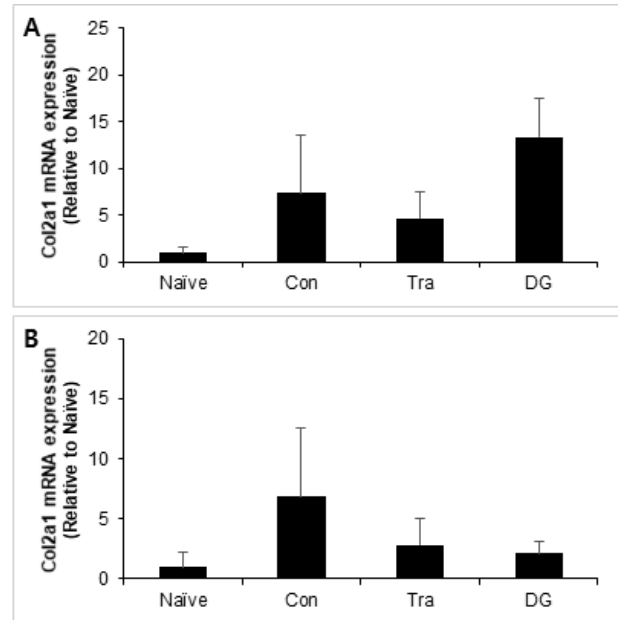 A
Col2a1 mRNA expression
(Relative to Naïve)
25
20
15
10
5
0
Naïve Con Tra DG
B
Col2a1 mRNA expression
(Relative to Naïve)
20
15
10
5
0
Naïve Con Tra DG